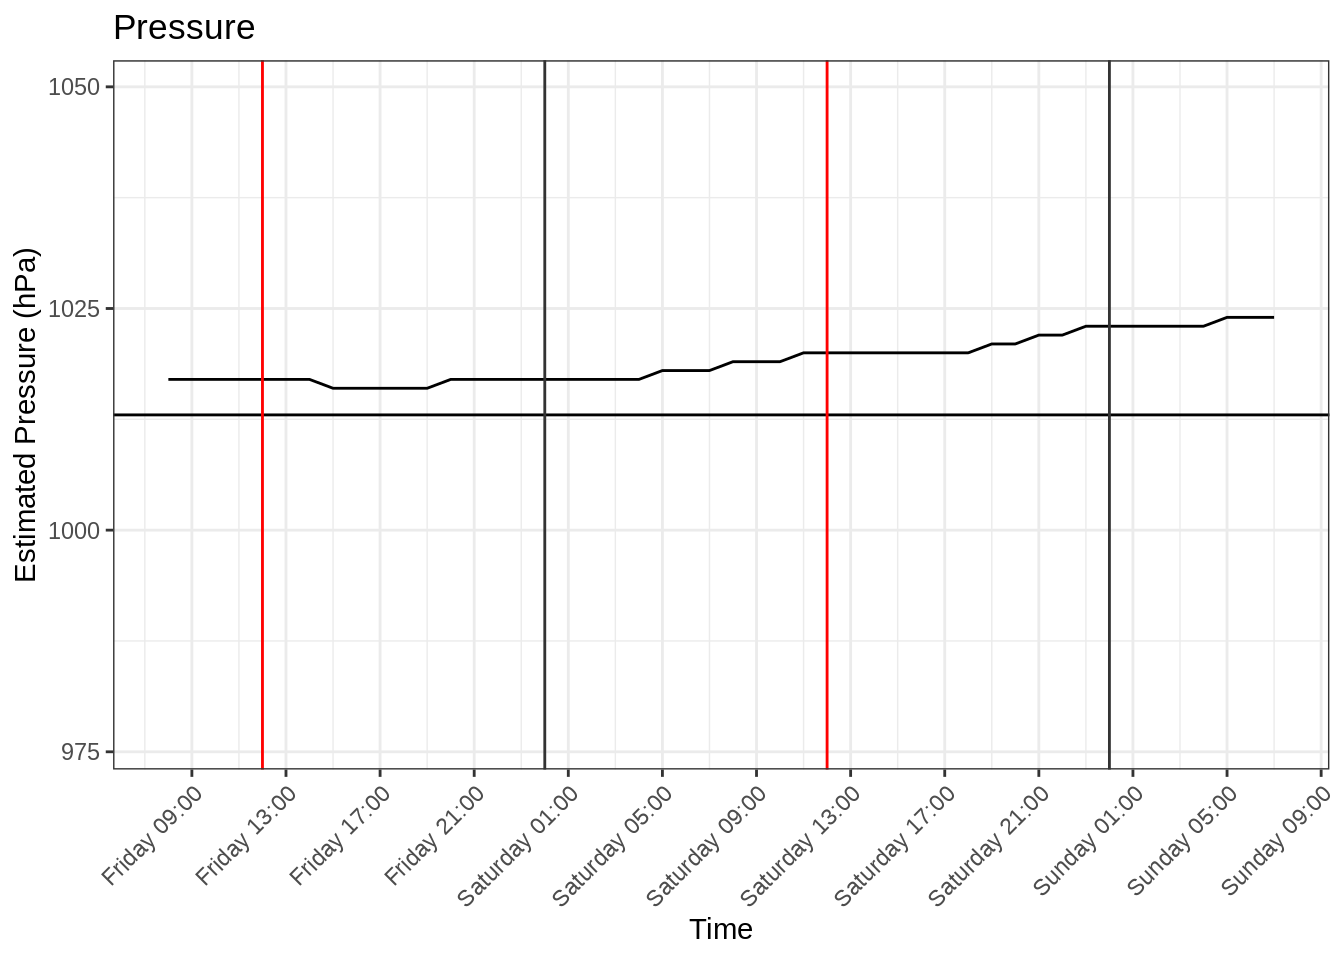 Pressure
Estimated Pressure (hPa)
1050
1025
1000
975
Friday 09:00
Friday 13:00
Friday 17:00
Friday 21:00
Saturday 01:00
Saturday 05:00
Saturday 09:00
Saturday 13:00
Saturday 17:00
Saturday 21:00
Sunday 01:00
Sunday 05:00
Sunday 09:00
Time